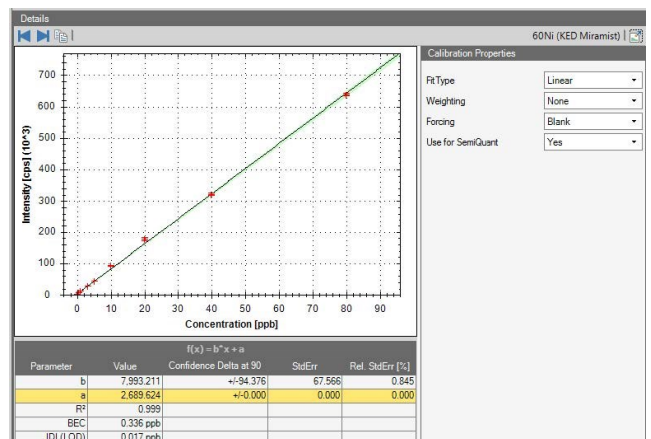 Details
60Ni (KED Miramist)
Calibration Properties
Fit Type Linear
Weighting None
Forcing Blank
Use for SemiQuant Yes
Intensity [cps] (10^3)
700
600
500
400
300
200
100
0
0 10 20 30 40 50 60 70 80 90
Concentration [ppb]
f(x) = b*x + a
Parameter Value Confidence Delta at 90 StdErr Rel. StdErr [%]
b 7,993.211 +/-94.376 67.566 0.845
a 2,689.624 +/-0.000 0.000 0.000
R² 0.999
BEC 0.336 ppb
IDL(LOD) 0.017 ppb